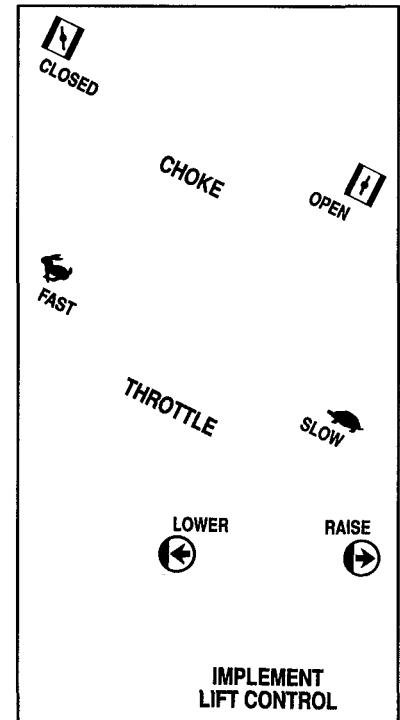 CLOSED
CHOKE
OPEN
FAST
THROTTLE
SLOW
LOWER
RAISE
IMPLEMENT
LIFT CONTROL